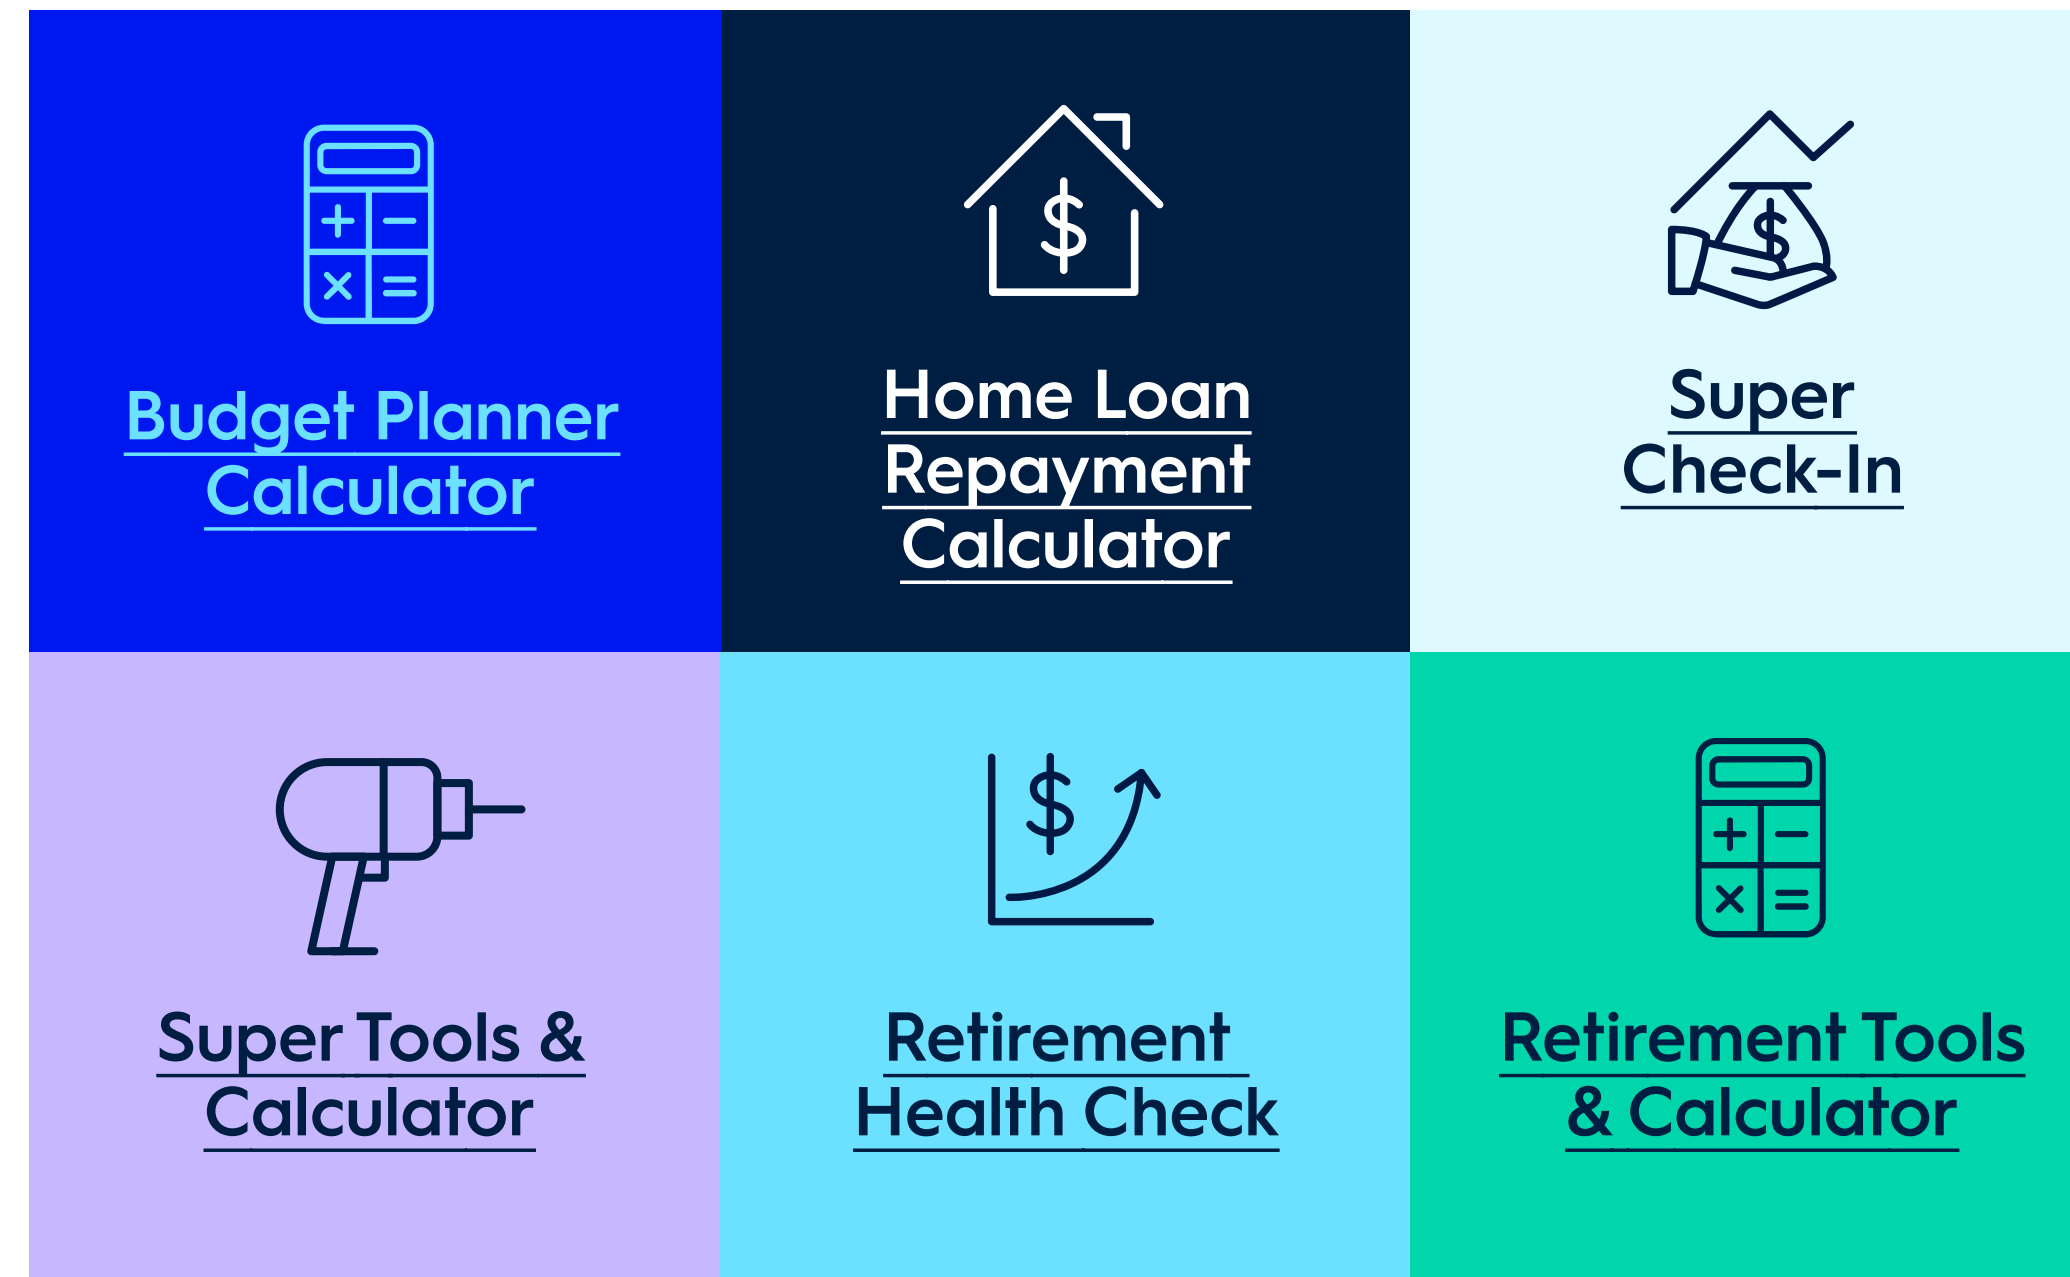 Budget Planner
Calculator
Home Loan
Repayment
Calculator
Super
Check-In
Super Tools &
Calculator
Retirement
Health Check
Retirement Tools
& Calculator